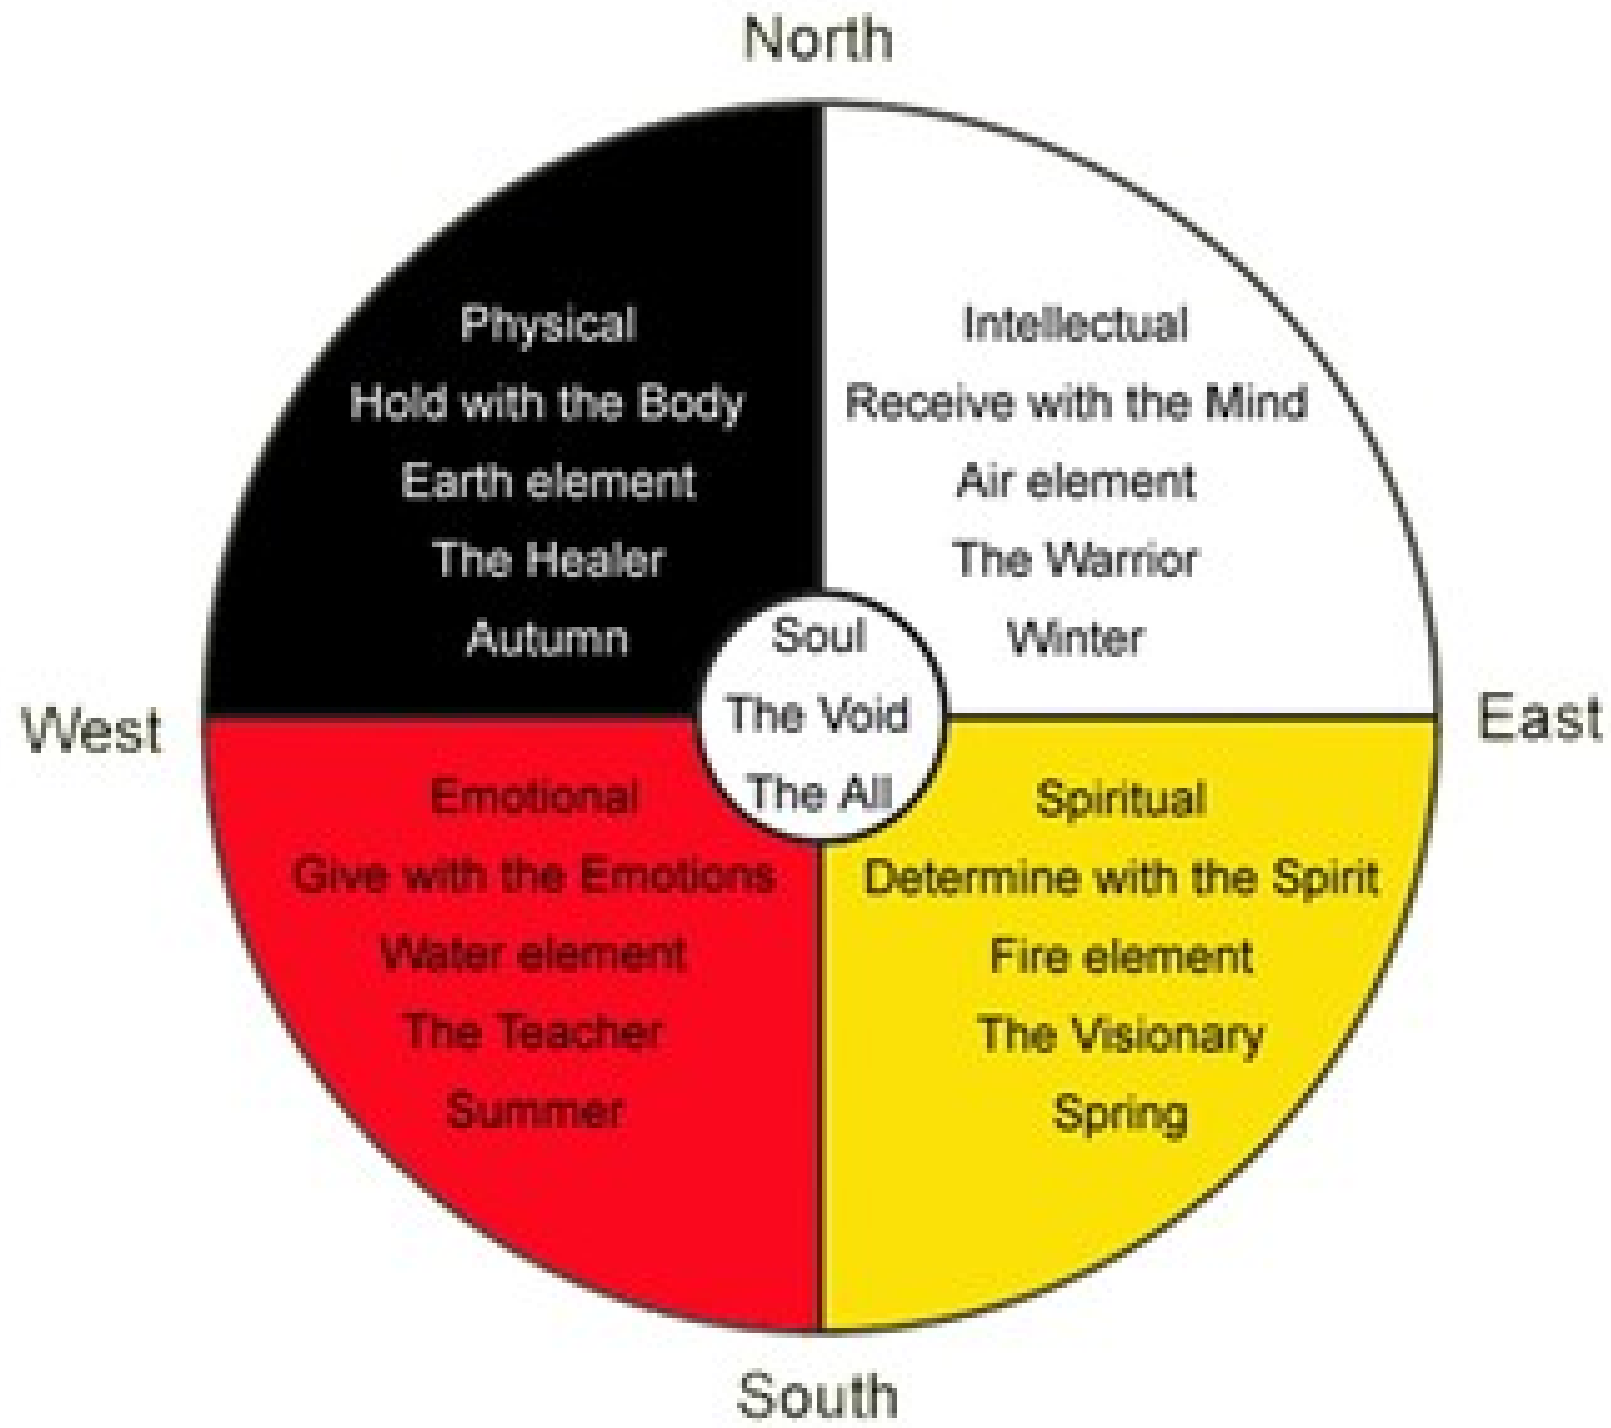 North
Physical
Hold with the Body
Earth element
The Healer
Autumn
Intellectual
Receive with the Mind
Air element
The Warrior
Winter
Soul
The Void
The All
West
East
Emotional
Give with the Emotions
Water element
The Teacher
Summer
Spiritual
Determine with the Spirit
Fire element
The Visionary
Spring
South